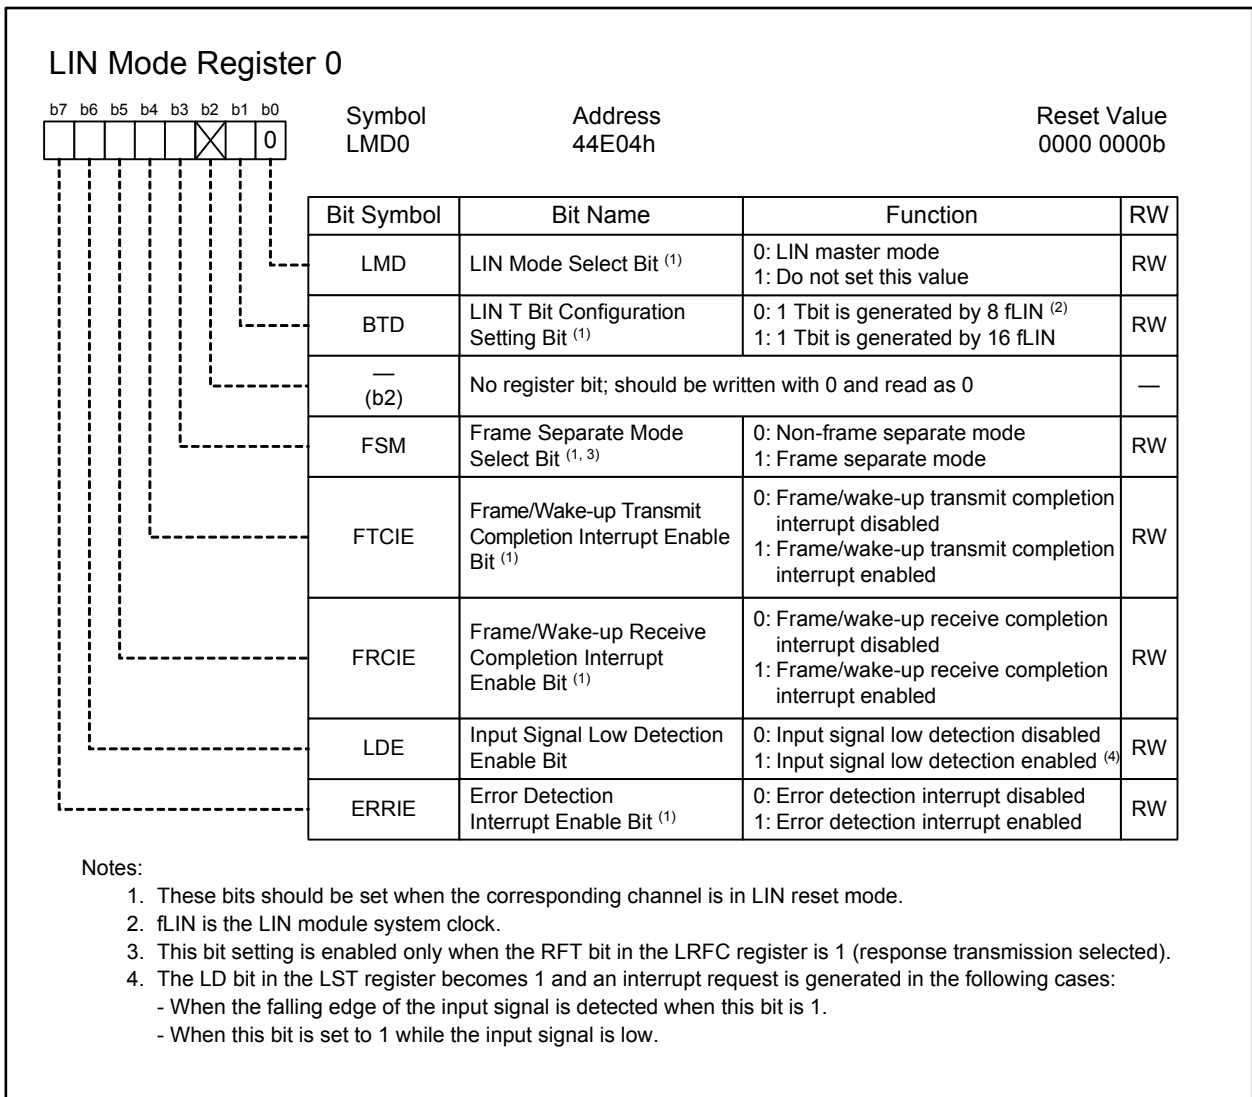 LIN Mode Register 0
b7 b6 b5 b4 b3 b2 b1 b0
0
Symbol Address Reset Value
LMD0 44E04h 0000 0000b
Bit Symbol Bit Name Function RW
LMD LIN Mode Select Bit (1) 0: LIN master mode RW
1: Do not set this value
BTD LIN T Bit Configuration 0: 1 Tbit is generated by 8 fLIN (2) RW
Setting Bit (1) 1: 1 Tbit is generated by 16 fLIN
— No register bit; should be written with 0 and read as 0 —
(b2)
FSM Frame Separate Mode 0: Non-frame separate mode RW
Select Bit (1, 3) 1: Frame separate mode
FTCIE Frame/Wake-up Transmit 0: Frame/wake-up transmit completion RW
Completion Interrupt Enable interrupt disabled
Bit (1) 1: Frame/wake-up transmit completion
interrupt enabled
FRCIE Frame/Wake-up Receive 0: Frame/wake-up receive completion RW
Completion Interrupt interrupt disabled
Enable Bit (1) 1: Frame/wake-up receive completion
interrupt enabled
LDE Input Signal Low Detection 0: Input signal low detection disabled RW
Enable Bit 1: Input signal low detection enabled (4)
ERRIE Error Detection 0: Error detection interrupt disabled RW
Interrupt Enable Bit (1) 1: Error detection interrupt enabled
Notes:
1. These bits should be set when the corresponding channel is in LIN reset mode.
2. fLIN is the LIN module system clock.
3. This bit setting is enabled only when the RFT bit in the LRFC register is 1 (response transmission selected).
4. The LD bit in the LST register becomes 1 and an interrupt request is generated in the following cases:
- When the falling edge of the input signal is detected when this bit is 1.
- When this bit is set to 1 while the input signal is low.